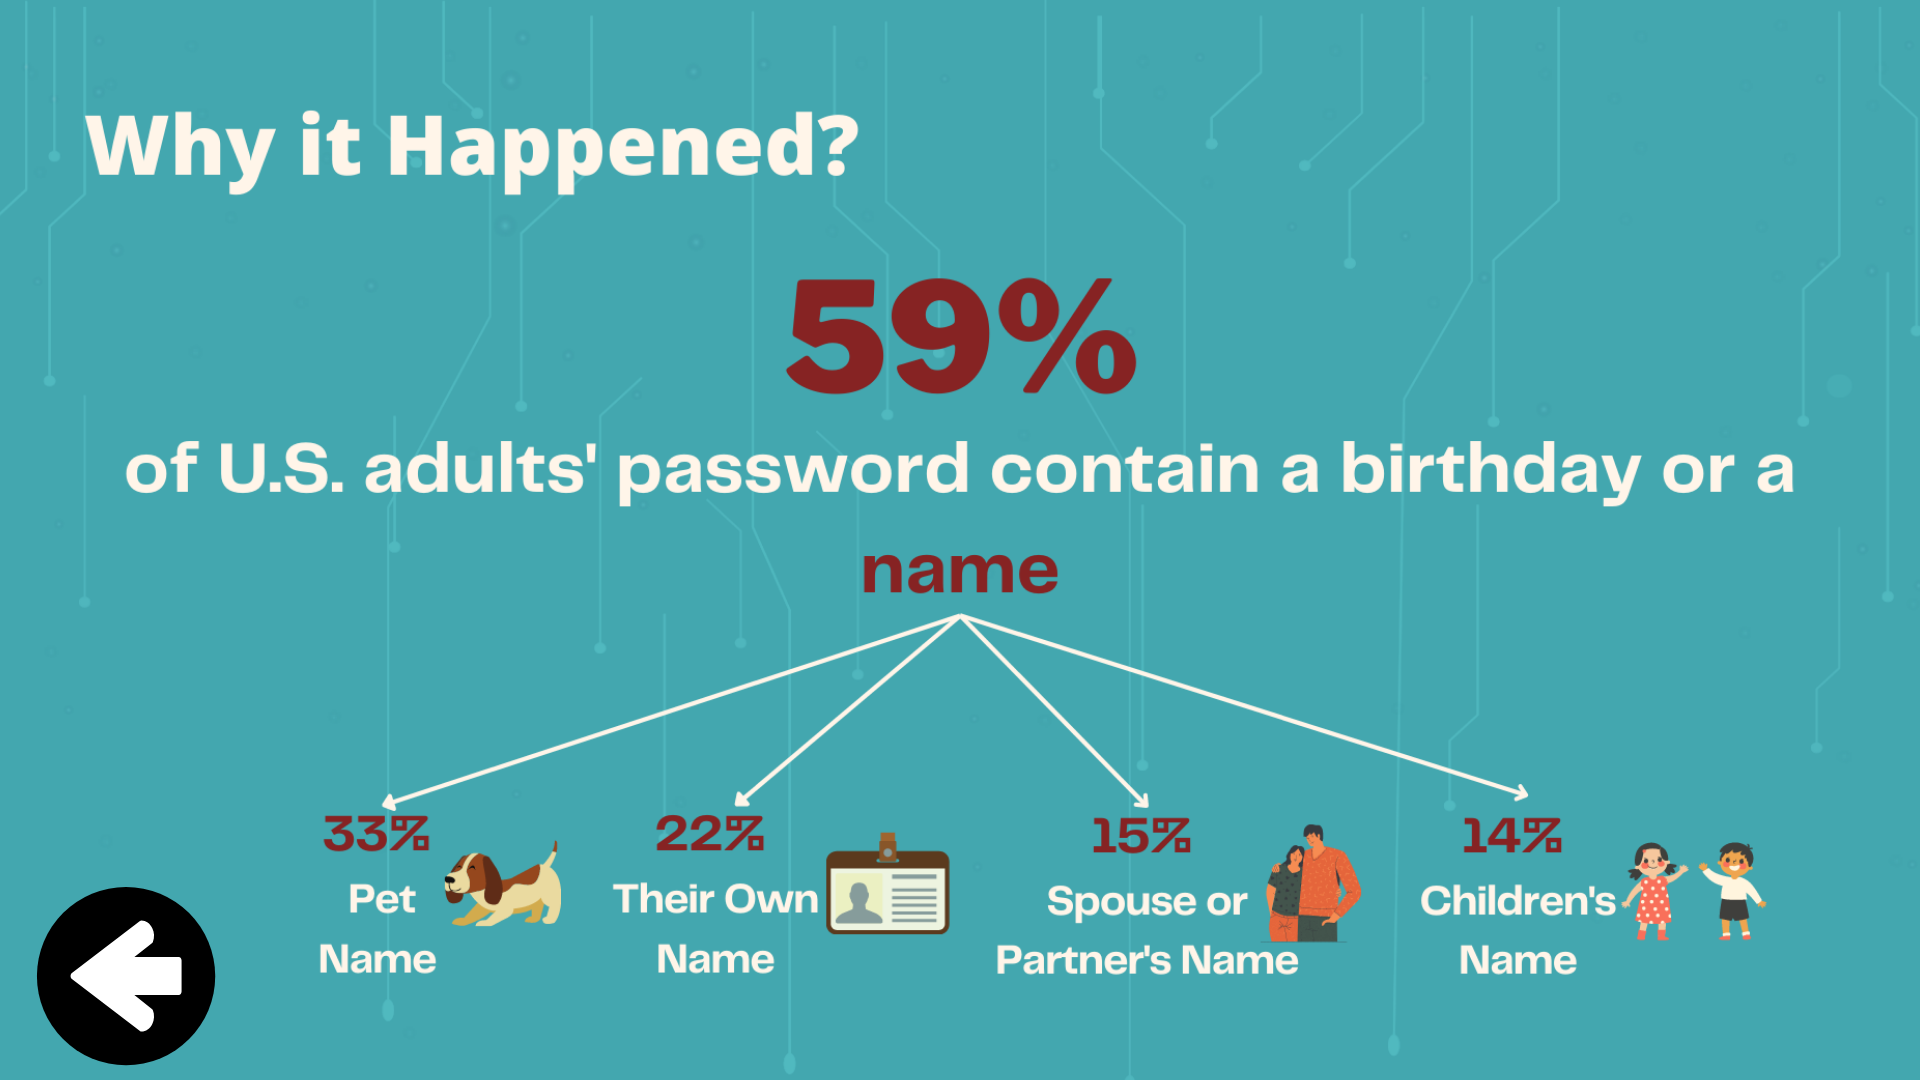 Why it Happened?
59%
of U.S. adults' password contain a birthday or a
name
33%
Pet
Name
22%
Their Own
Name
15%
Spouse or
Partner's Name
14%
Children's
Name